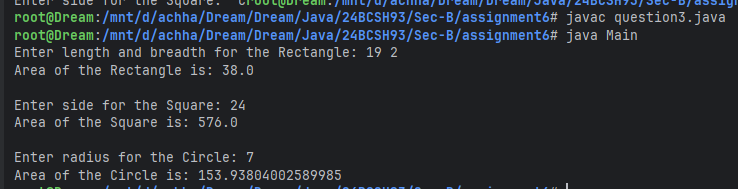 Enter side for the Square: ^Croot@Dream:/mnt/d/achha/Dream/Dream/Java/24BCSH93/Sec-B/assig
root@Dream:/mnt/d/achha/Dream/Dream/Java/24BCSH93/Sec-B/assignment6# javac question3.java
root@Dream:/mnt/d/achha/Dream/Dream/Java/24BCSH93/Sec-B/assignment6# java Main
Enter length and breadth for the Rectangle: 19 2
Area of the Rectangle is: 38.0
Enter side for the Square: 24
Area of the Square is: 576.0
Enter radius for the Circle: 7
Area of the Circle is: 153.93804002589985